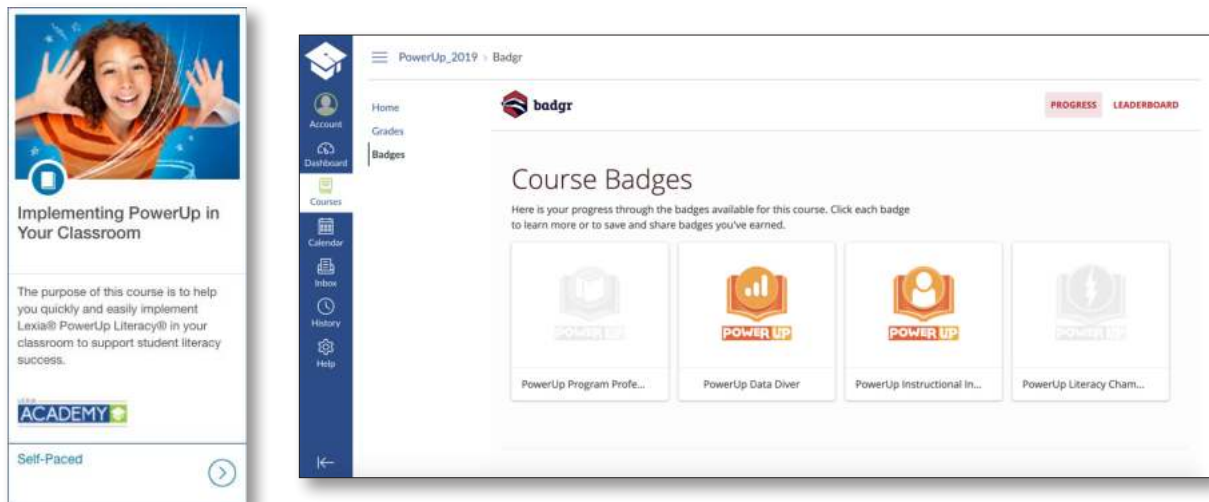 Implementing PowerUp in
Your Classroom
The purpose of this course is to help
you quickly and easily implement
Lexia® PowerUp Literacy® in your
classroom to support student literacy
success.
LEXIA
ACADEMY
Self-Paced
PowerUp_2019 › Badgr
Account
Dashboard
Courses
Calendar
Inbox
History
Help
Home
Grades
Badges
badgr
PROGRESS LEADERBOARD
Course Badges
Here is your progress through the badges available for this course. Click each badge
to learn more or to save and share badges you've earned.
POWER UP POWER UP POWER UP POWER UP
PowerUp Program Profe... PowerUp Data Diver PowerUp Instructional In... PowerUp Literacy Cham...